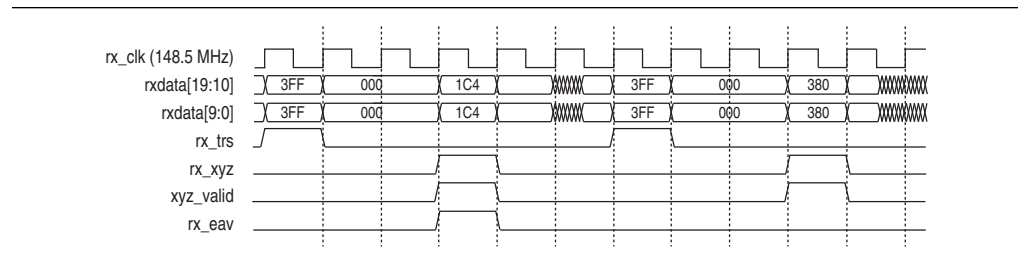 rx_clk (148.5 MHz)
rxdata[19:10] 3FF 000 1C4 3FF 000 380
rxdata[9:0] 3FF 000 1C4 3FF 000 380
rx_trs
rx_xyz
xyz_valid
rx_eav